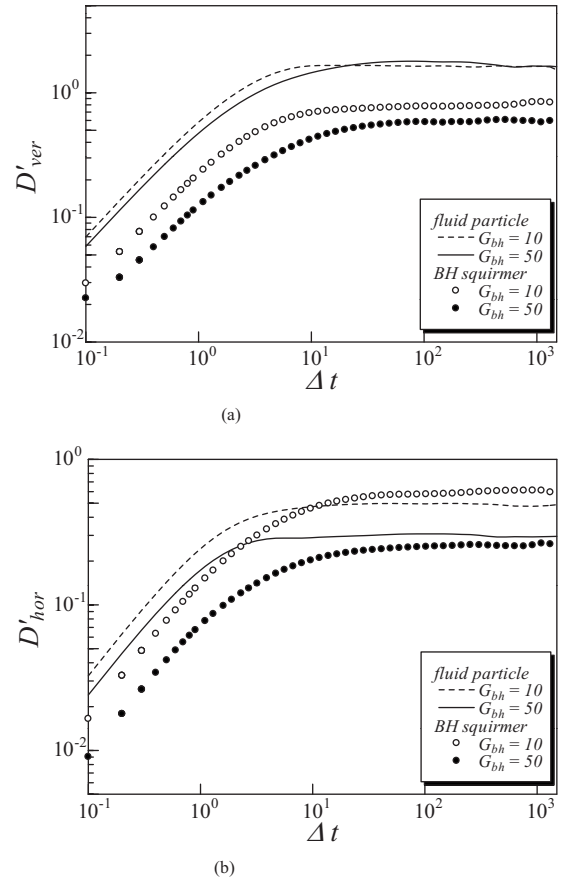 D'ver
10^0
10^-1
10^-2
fluid particle
G_bh = 10
G_bh = 50
BH squirmer
G_bh = 10
G_bh = 50
10^-1 10^0 10^1 10^2 10^3
Δ t
(a)
D'hor
10^0
10^-1
10^-2
fluid particle
G_bh = 10
G_bh = 50
BH squirmer
G_bh = 10
G_bh = 50
10^-1 10^0 10^1 10^2 10^3
Δ t
(b)